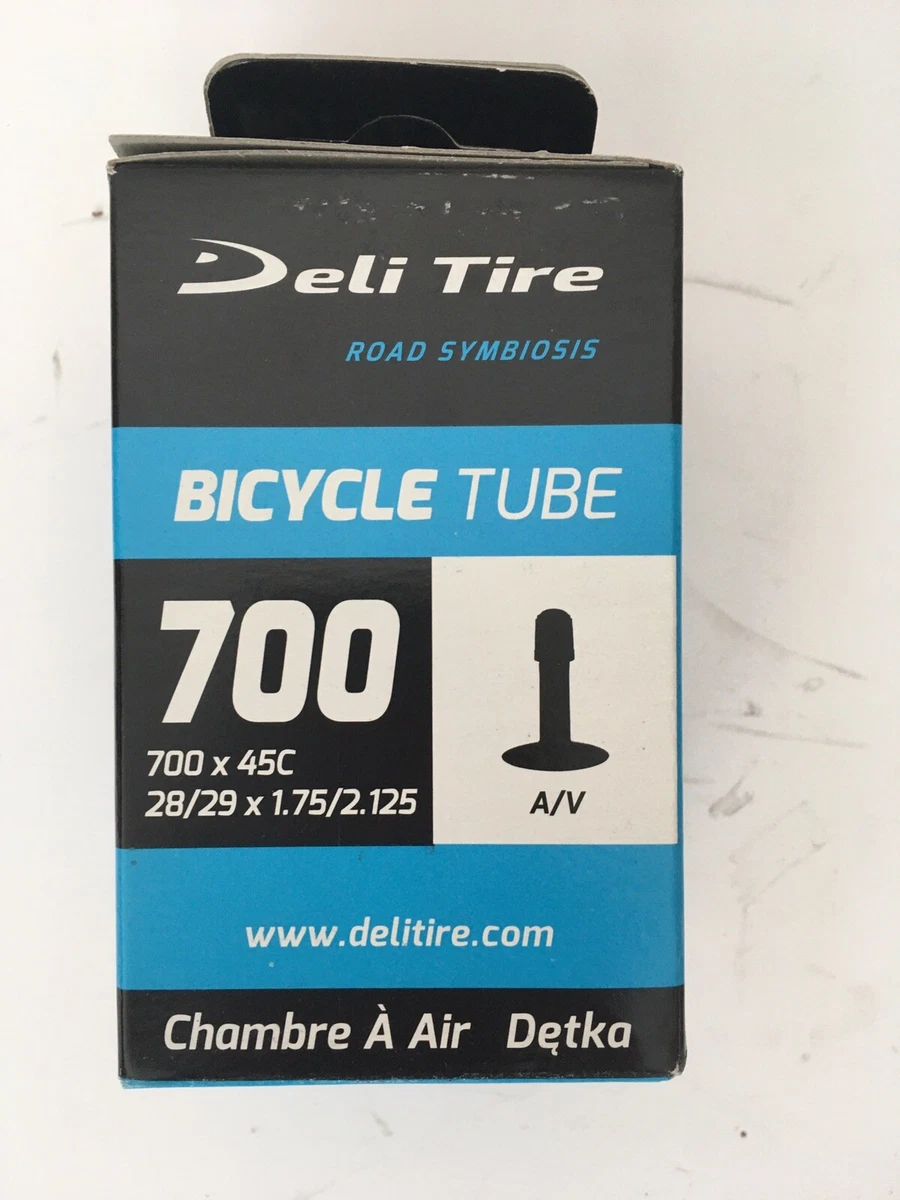 Deli Tire
ROAD SYMBIOSIS
BICYCLE TUBE
700
700 x 45C
28/29 x 1.75/2.125
A/V
www.delitire.com
Chambre À Air Dętka